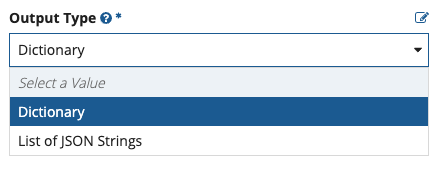 Output Type ? *
Dictionary
Select a Value
Dictionary
List of JSON Strings